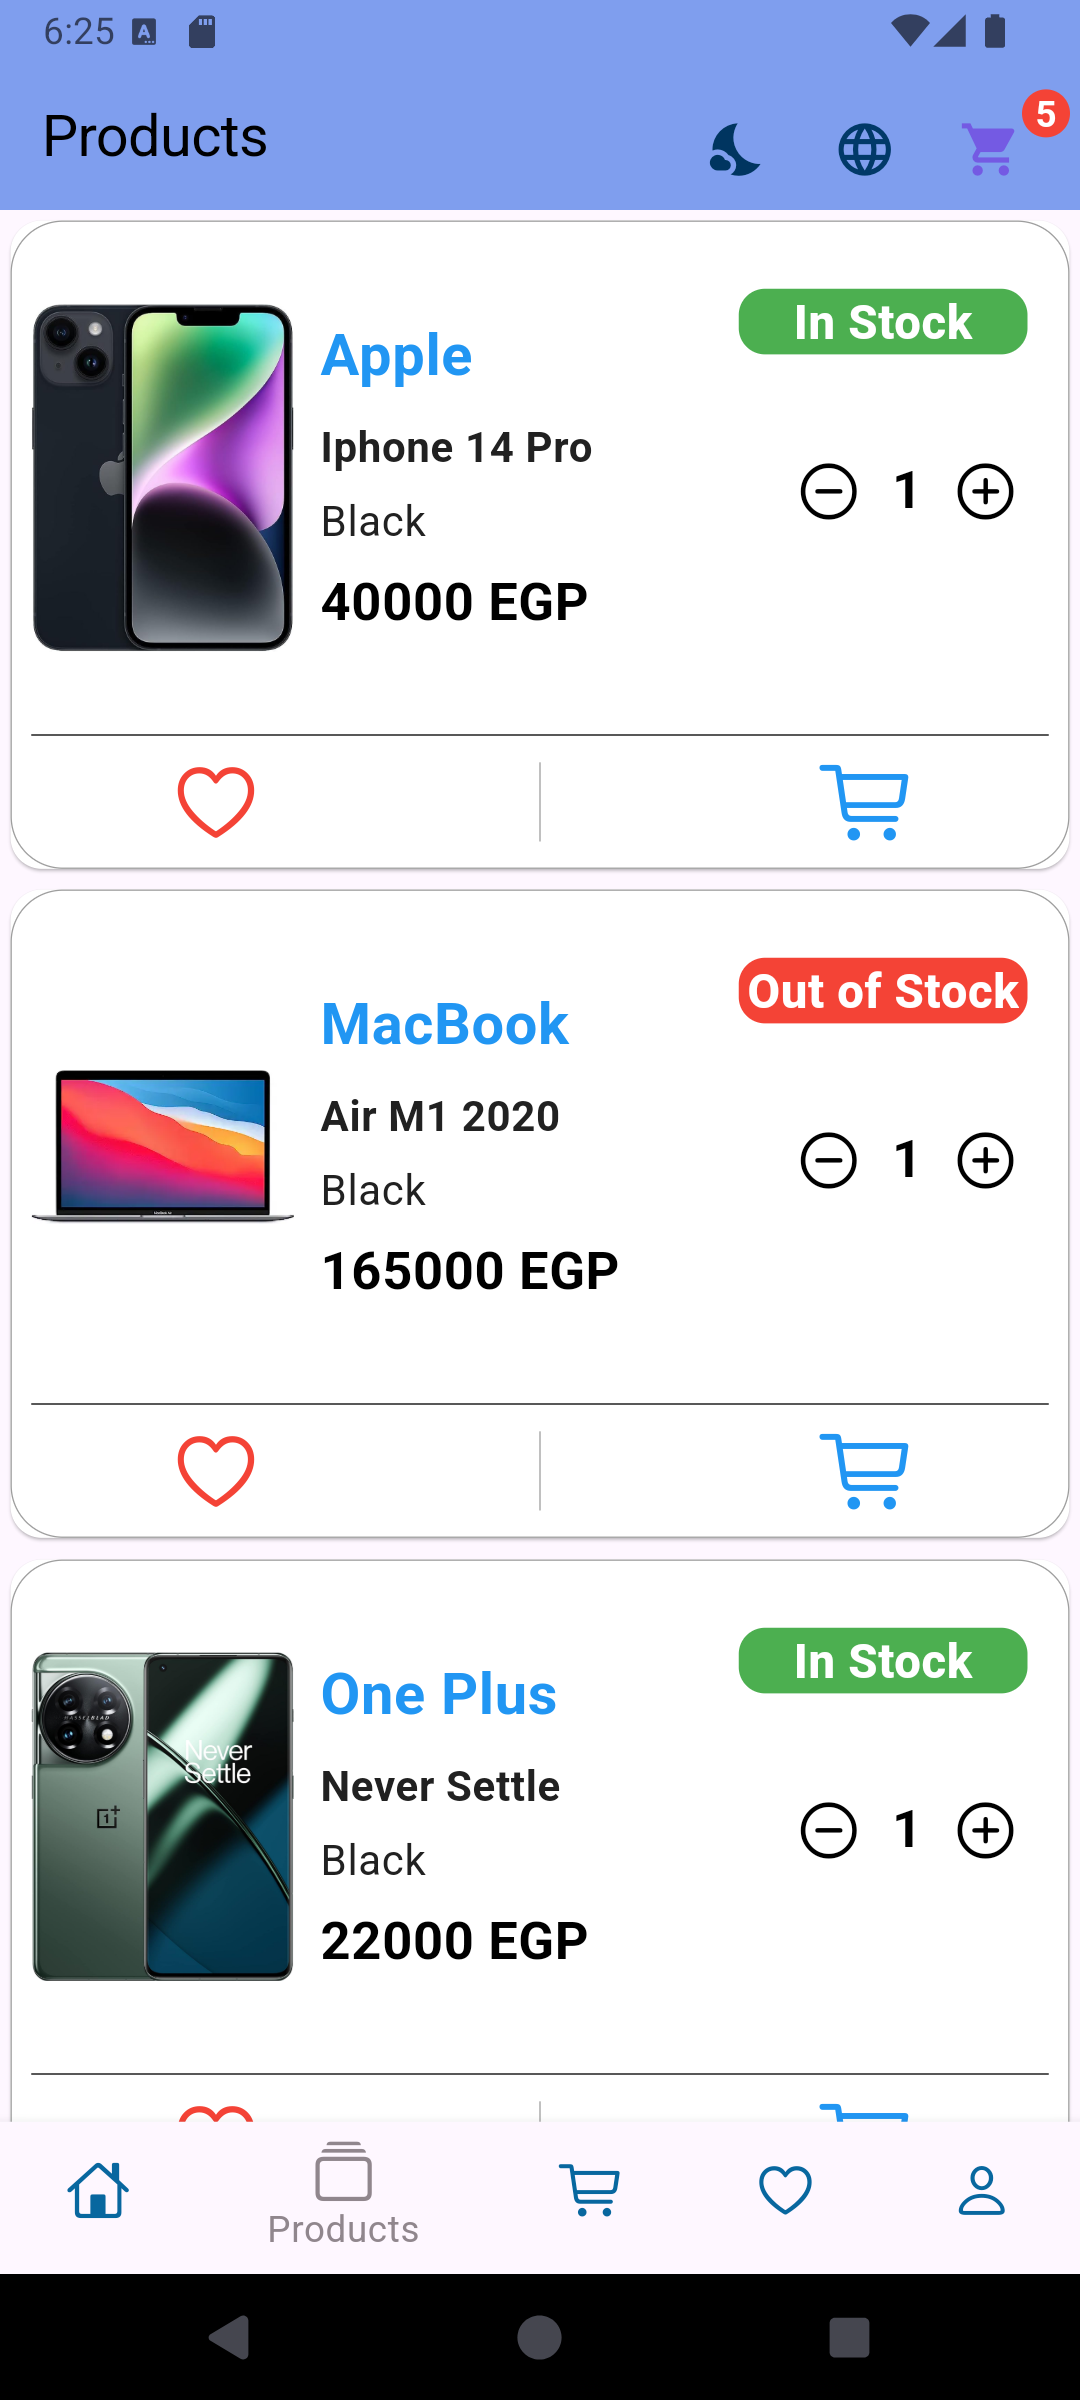 6:25
Products
5
In Stock
Apple
Iphone 14 Pro
Black
1
40000 EGP
Out of Stock
MacBook
Air M1 2020
Black
1
165000 EGP
In Stock
One Plus
HASSELBLAD
Never
Settle
Never Settle
Black
1
22000 EGP
Products